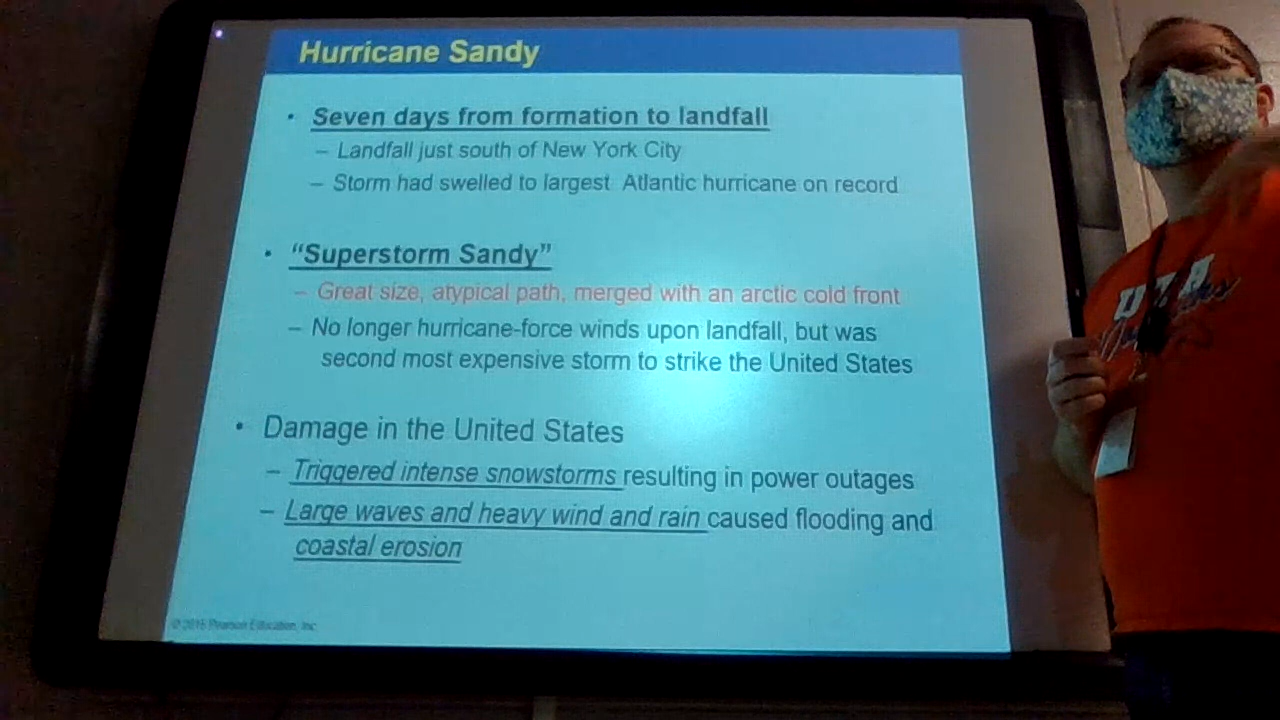 Hurricane Sandy
• Seven days from formation to landfall
– Landfall just south of New York City
– Storm had swelled to largest Atlantic hurricane on record
• “Superstorm Sandy”
– Great size, atypical path, merged with an arctic cold front
– No longer hurricane-force winds upon landfall, but was
second most expensive storm to strike the United States
• Damage in the United States
– Triggered intense snowstorms resulting in power outages
– Large waves and heavy wind and rain caused flooding and
coastal erosion
© 2015 Pearson Education, Inc.